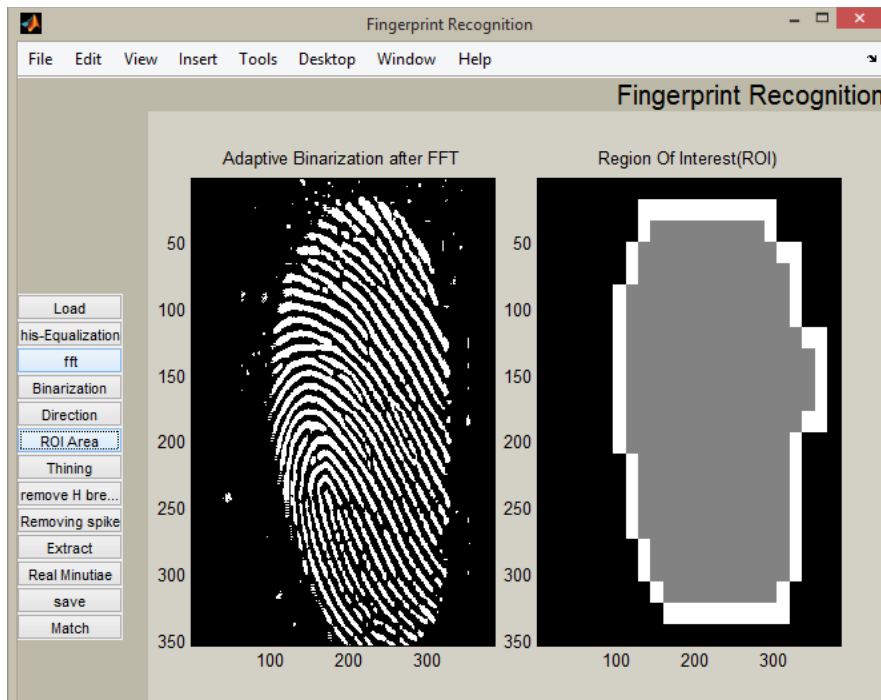 Fingerprint Recognition
File Edit View Insert Tools Desktop Window Help
Fingerprint Recognition
Adaptive Binarization after FFT
50
100
150
200
250
300
350
100 200 300
Region Of Interest(ROI)
50
100
150
200
250
300
350
100 200 300
Load
his-Equalization
fft
Binarization
Direction
ROI Area
Thining
remove H bre...
Removing spike
Extract
Real Minutiae
save
Match